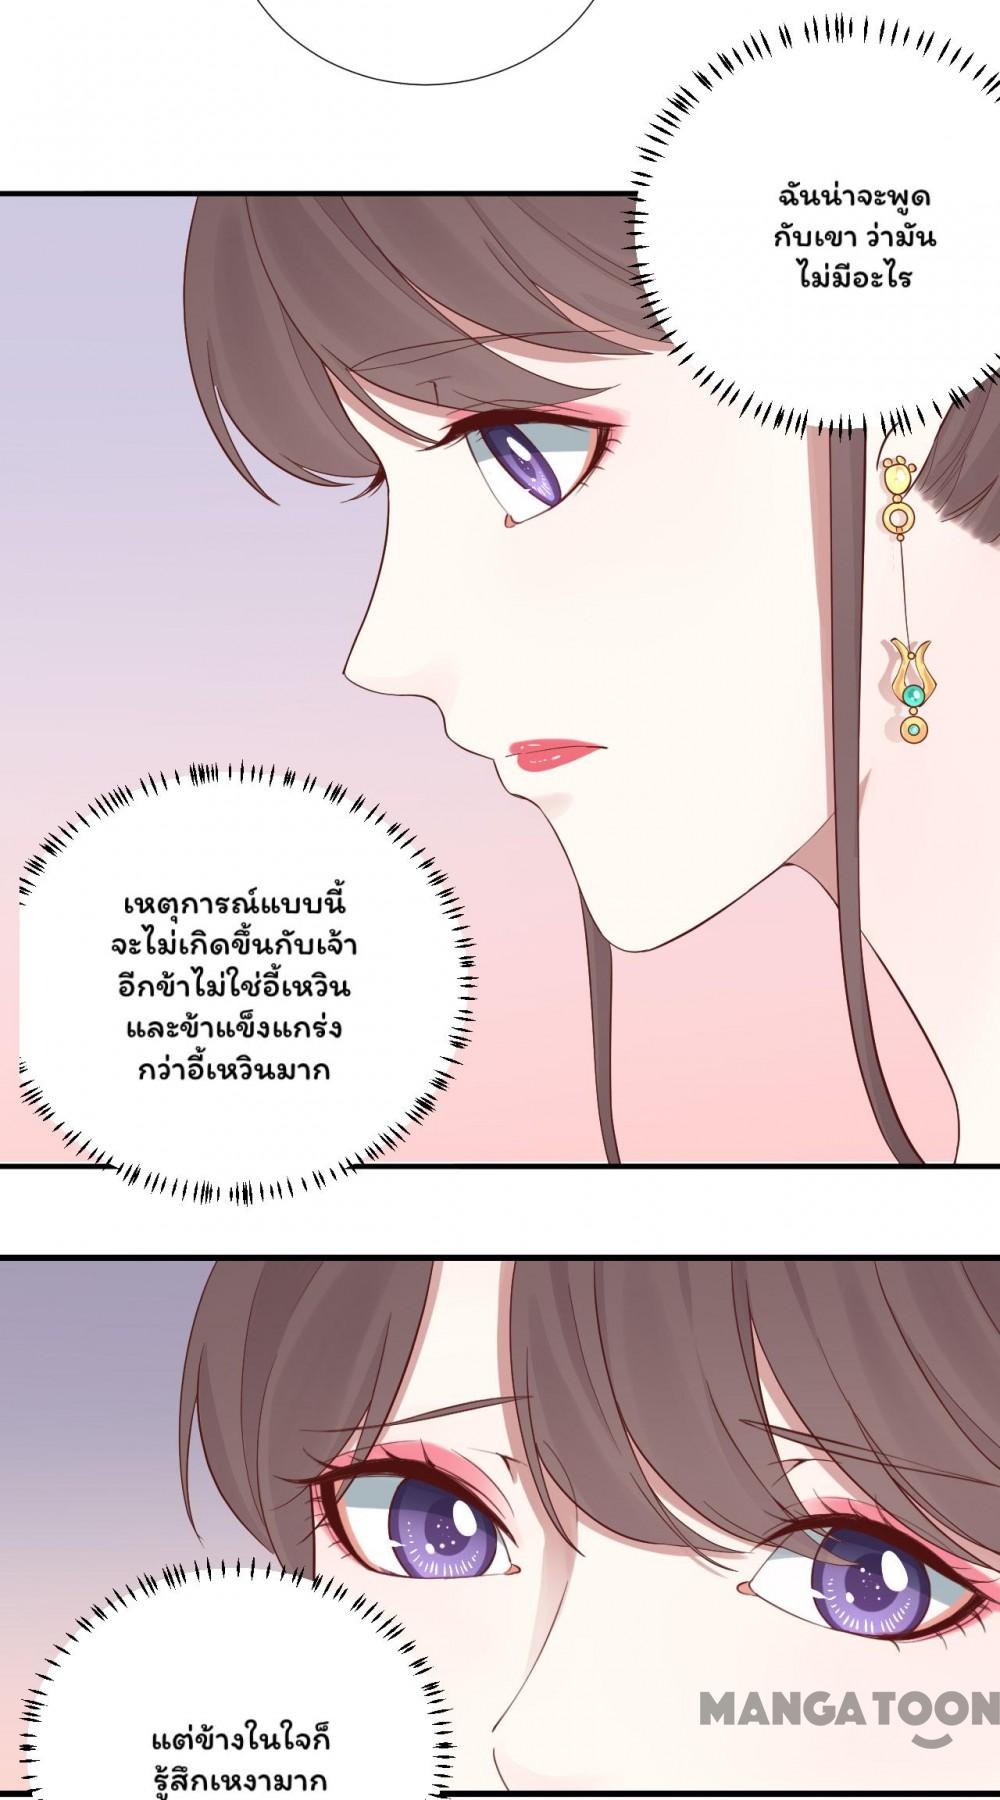 ฉันน่าจะพูด
กับเขา ว่ามัน
ไม่มีอะไร
เหตุการณ์แบบนี้
จะไม่เกิดขึ้นกับเจ้า
อีกข้าไม่ใช่อี้เหวิน
และข้าแข็งแกร่ง
กว่าอี้เหวินมาก
MANGATOON
แต่ข้างในใจก็
รู้สึกเหงามาก